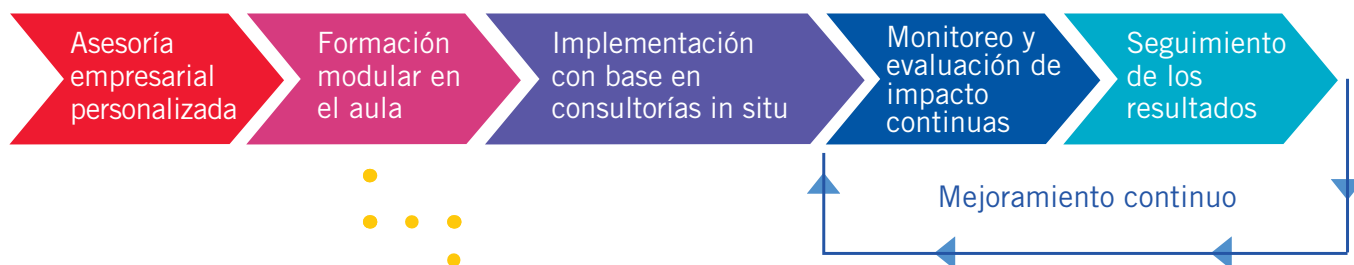 Asesoría
empresarial
personalizada
Formación
modular en
el aula
Implementación
con base en
consultorías in situ
Monitoreo y
evaluación de
impacto
continuas
Seguimiento
de los
resultados
Mejoramiento continuo